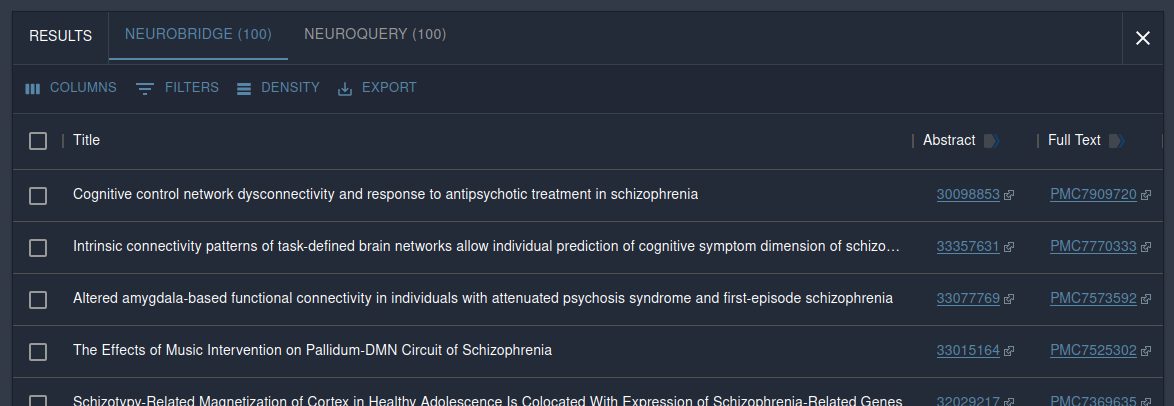 RESULTS NEUROBRIDGE (100) NEUROQUERY (100)
COLUMNS FILTERS DENSITY EXPORT
Title Abstract Full Text
Cognitive control network dysconnectivity and response to antipsychotic treatment in schizophrenia 30098853 PMC7909720
Intrinsic connectivity patterns of task-defined brain networks allow individual prediction of cognitive symptom dimension of schizo... 33357631 PMC7770333
Altered amygdala-based functional connectivity in individuals with attenuated psychosis syndrome and first-episode schizophrenia 33077769 PMC7573592
The Effects of Music Intervention on Pallidum-DMN Circuit of Schizophrenia 33015164 PMC7525302
Schizotypy-Related Magnetization of Cortex in Healthy Adolescence Is Colocated With Expression of Schizophrenia-Related Genes 32029217 PMC7369635